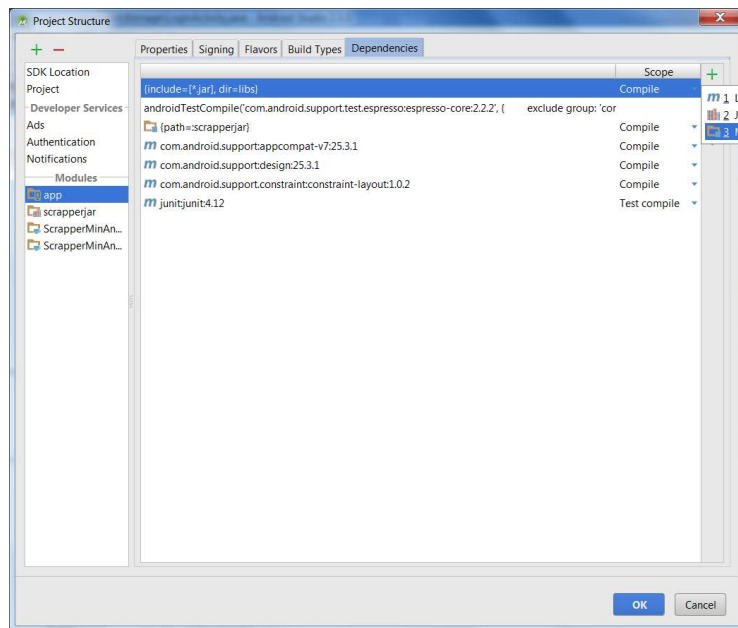 Project Structure
Properties Signing Flavors Build Types Dependencies
SDK Location
Project
Developer Services
Ads
Authentication
Notifications
Modules
app
scrapperjar
ScrapperMinAn...
ScrapperMinAn...
Scope
{include=[*.jar], dir=libs} Compile
androidTestCompile('com.android.support.test.espresso:espresso-core:2.2.2', { exclude group: 'cor
{path=:scrapperjar} Compile
m com.android.support:appcompat-v7:25.3.1 Compile
m com.android.support:design:25.3.1 Compile
m com.android.support.constraint:constraint-layout:1.0.2 Compile
m junit:junit:4.12 Test compile
m 1 L
2 J
3 M
OK Cancel